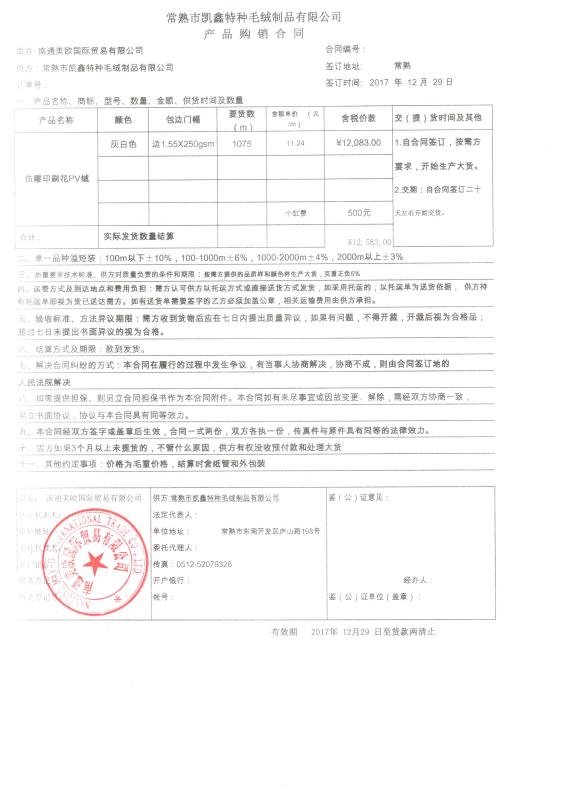 常熟市凯鑫特种毛绒制品有限公司
产 品 购 销 合 同
需方：南通美欧国际贸易有限公司 合同编号：
供方：常熟市凯鑫特种毛绒制品有限公司 签订地址： 常熟
订单号： 签订时间： 2017 年 12 月 29 日
一、产品名称、商标、型号、数量、金额、供货时间及数量
产品名称 颜色 包边门幅 要货数（m） 含税单价 （元/m） 含税价数 交（提）货时间及其他
仿雕印刷花PV绒 灰白色 边1.55X250gsm 1075 11.24 ¥12,083.00 1.自合同签订，按需方要求，开始生产大货。
2.交期：自合同签订二十天左右开始交货。
小缸费 500元
合计： 实际发货数量结算 ¥12,583.00
二、单一品种溢短装：100m以下±10%，100-1000m±6%，1000-2000m±4%，2000m以上±3%
三、质量要求技术标准、供方对质量负责的条件和期限：按需方提供的品质样和颜色样生产大货，克重正负5%
四、运费方式及到达地点和费用负担：需方认可供方以托运方式或直接送货方式发货，如果用托运的，以托运单为送货依据， 供方持
有托运单即视为货已送达需方。如有送货单需要签字的乙方必须加盖公章，相关运输费用由供方承担。
五、验收标准、方法异议期限：需方收到货物后应在七日内提出质量异议，如果有问题，不得开裁，开裁后视为合格品；
超过七日未提出书面异议的视为合格。
六、结算方式及期限：款到发货。
七、解决合同纠纷的方式：本合同在履行的过程中发生争议，有当事人协商解决，协商不成，则由合同签订地的
人民法院解决
八、如需提供担保、则另立合同担保书作为本合同附件。本合同如有未尽事宜或因故变更、解除，需经双方协商一致，
另立书面协议，协议与本合同具有同等效力。
九、本合同经双方签字或盖章后生效，合同一式两份，双方各执一份，传真件与原件具有同等的法律效力。
十、需方如果3个月以上未提货的，不管什么原因，供方有权没收预付款和处理大货
十一、其他约定事项：价格为毛重价格，结算时含纸管和外包装
需方：南通美欧国际贸易有限公司 供方:常熟市凯鑫特种毛绒制品有限公司 鉴（公）证意见：
法定代表人： 法定代表人：
单位地址： 常熟市东南开发区庐山路198号
委托代理人： 委托代理人：
传真：0512-52079326
开户银行： 经办人：
帐号： 鉴（公）证单位（盖章）：
有效期 2017年 12月29 日至货款两清止